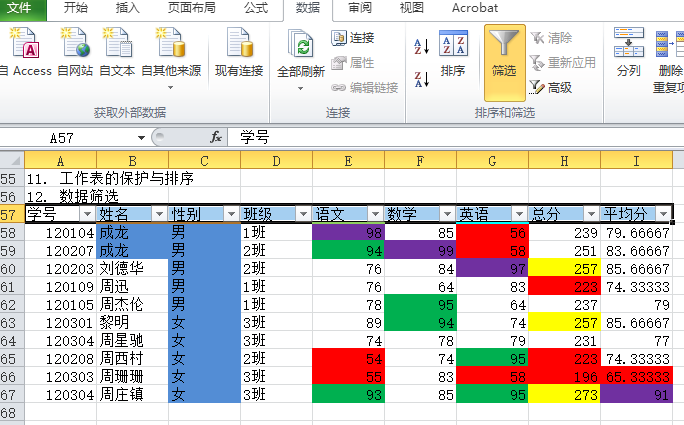 文件 开始 插入 页面布局 公式 数据 审阅 视图 Acrobat
自 Access 自网站 自文本 自其他来源 现有连接 全部刷新 连接 属性 编辑链接 排序 筛选 清除 重新应用 高级 分列 删除
重复项
获取外部数据 连接 排序和筛选
A57 fx 学号
A B C D E F G H I
55 11. 工作表的保护与排序
56 12. 数据筛选
57 学号 姓名 性别 班级 语文 数学 英语 总分 平均分
58 120104 成龙 男 1班 98 85 56 239 79.66667
59 120207 成龙 男 2班 94 99 58 251 83.66667
60 120203 刘德华 男 2班 76 84 97 257 85.66667
61 120109 周迅 男 1班 76 64 83 223 74.33333
62 120105 周杰伦 男 1班 78 95 64 237 79
63 120301 黎明 女 3班 89 94 74 257 85.66667
64 120304 周星驰 女 3班 74 78 79 231 77
65 120208 周西村 女 2班 54 74 95 223 74.33333
66 120303 周珊珊 女 3班 55 83 58 196 65.33333
67 120304 周庄镇 女 3班 93 85 95 273 91
68